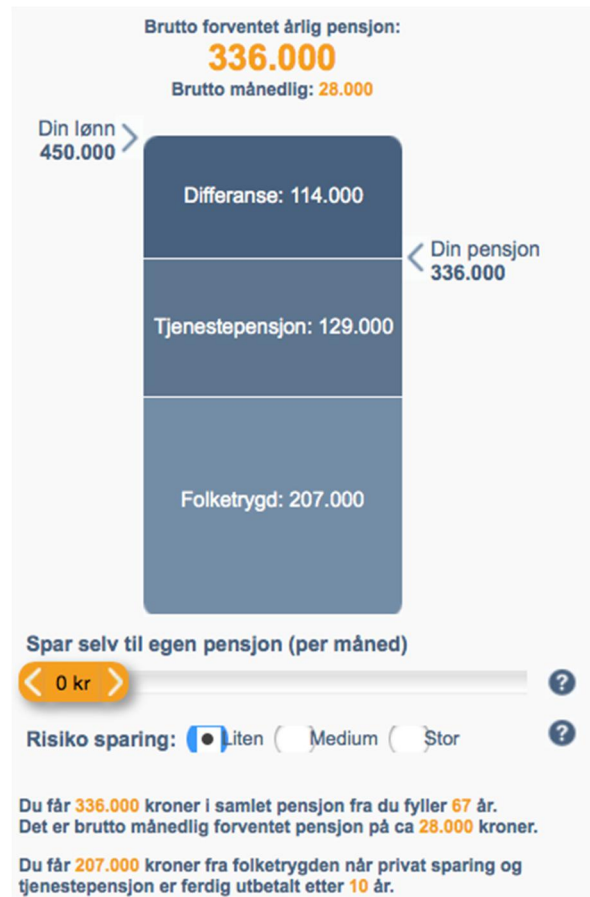 Brutto forventet årlig pensjon:
336.000
Brutto månedlig: 28.000
Din lønn
450.000
Differanse: 114.000
Din pensjon
336.000
Tjenestepensjon: 129.000
Folketrygd: 207.000
Spar selv til egen pensjon (per måned)
0 kr
?
Risiko sparing: Liten Medium Stor
?
Du får 336.000 kroner i samlet pensjon fra du fyller 67 år.
Det er brutto månedlig forventet pensjon på ca 28.000 kroner.
Du får 207.000 kroner fra folketrygden når privat sparing og
tjenestepensjon er ferdig utbetalt etter 10 år.